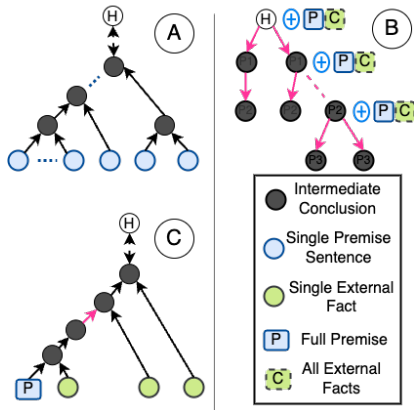 H
A
H
P
C
B
P1
P1
P
C
P2
P2
P2
P
C
P3
P3
H
C
P
Intermediate
Conclusion
Single Premise
Sentence
Single External
Fact
P
Full Premise
C
All External
Facts